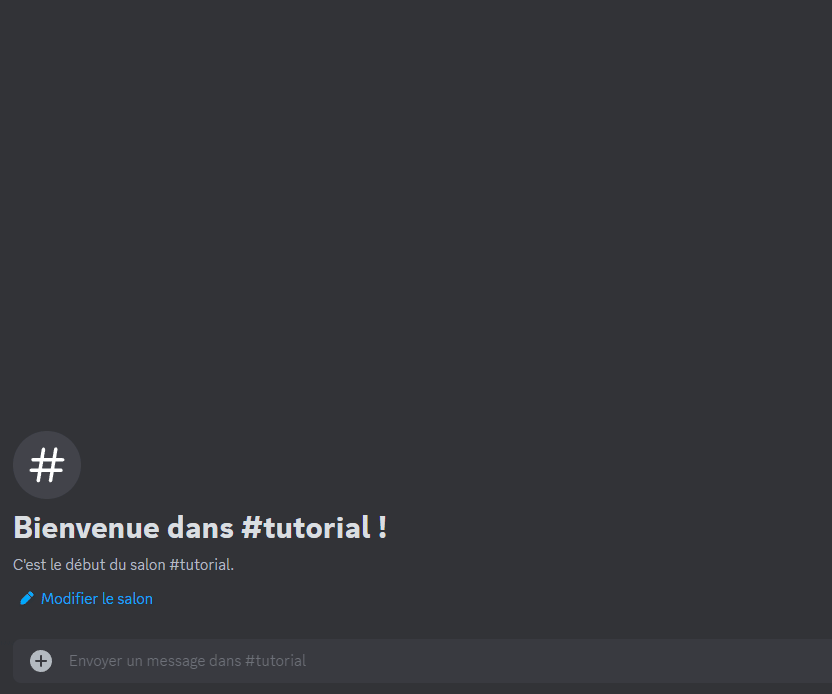 #
Bienvenue dans #tutorial !
C'est le début du salon #tutorial.
Modifier le salon
Envoyer un message dans #tutorial